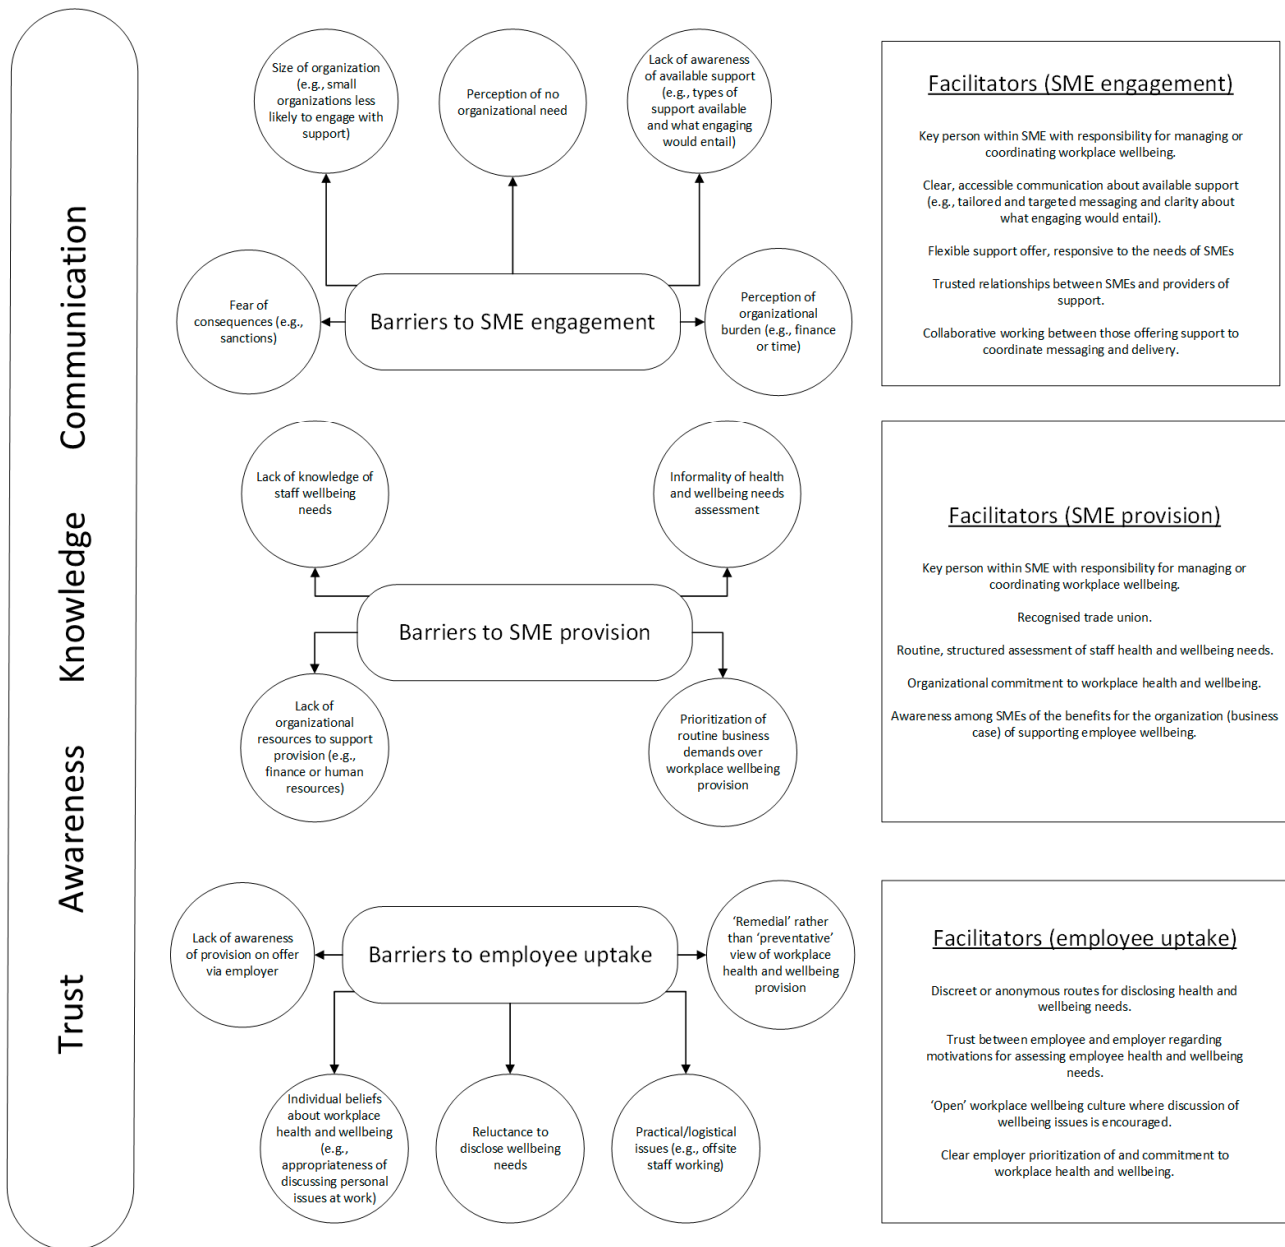 Communication
Knowledge
Awareness
Trust
Size of organization
(e.g., small
organizations less
likely to engage with
support)
Perception of no
organizational need
Lack of awareness
of available support
(e.g., types of
support available
and what engaging
would entail)
Fear of
consequences (e.g.,
sanctions)
Barriers to SME engagement
Perception of
organizational
burden (e.g., finance
or time)
Facilitators (SME engagement)
Key person within SME with responsibility for managing or
coordinating workplace wellbeing.
Clear, accessible communication about available support
(e.g., tailored and targeted messaging and clarity about
what engaging would entail).
Flexible support offer, responsive to the needs of SMEs
Trusted relationships between SMEs and providers of
support.
Collaborative working between those offering support to
coordinate messaging and delivery.
Lack of knowledge of
staff wellbeing
needs
Informality of health
and wellbeing needs
assessment
Barriers to SME provision
Lack of
organizational
resources to support
provision (e.g.,
finance or human
resources)
Prioritization of
routine business
demands over
workplace wellbeing
provision
Facilitators (SME provision)
Key person within SME with responsibility for managing or
coordinating workplace wellbeing.
Recognised trade union.
Routine, structured assessment of staff health and wellbeing needs.
Organizational commitment to workplace health and wellbeing.
Awareness among SMEs of the benefits for the organization (business
case) of supporting employee wellbeing.
Lack of awareness
of provision on offer
via employer
Barriers to employee uptake
‘Remedial’ rather
than ‘preventative’
view of workplace
health and wellbeing
provision
Individual beliefs
about workplace
health and wellbeing
(e.g.,
appropriateness of
discussing personal
issues at work)
Reluctance to
disclose wellbeing
needs
Practical/logistical
issues (e.g., offsite
staff working)
Facilitators (employee uptake)
Discreet or anonymous routes for disclosing health and
wellbeing needs.
Trust between employee and employer regarding
motivations for assessing employee health and wellbeing
needs.
‘Open’ workplace wellbeing culture where discussion of
wellbeing issues is encouraged.
Clear employer prioritization of and commitment to
workplace health and wellbeing.